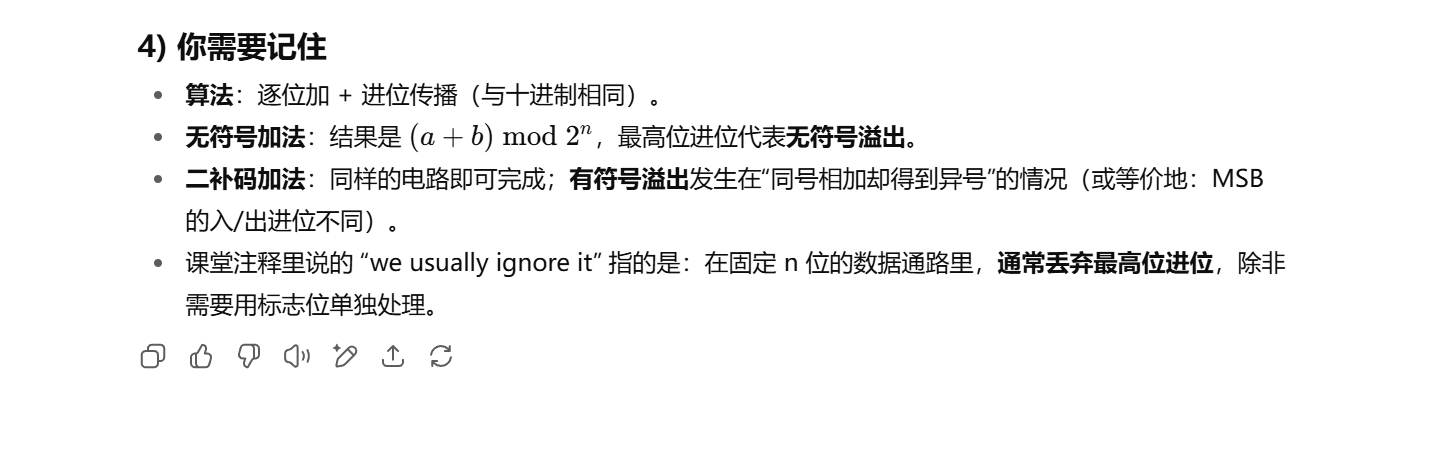 4) 你需要记住
• 算法：逐位加 + 进位传播（与十进制相同）。
• 无符号加法：结果是 (a + b) mod 2ⁿ，最高位进位代表无符号溢出。
• 二补码加法：同样的电路即可完成；有符号溢出发生在“同号相加却得到异号”的情况（或等价地：MSB
的入/出进位不同）。
• 课堂注释里说的 “we usually ignore it” 指的是：在固定 n 位的数据通路里，通常丢弃最高位进位，除非
需要用标志位单独处理。